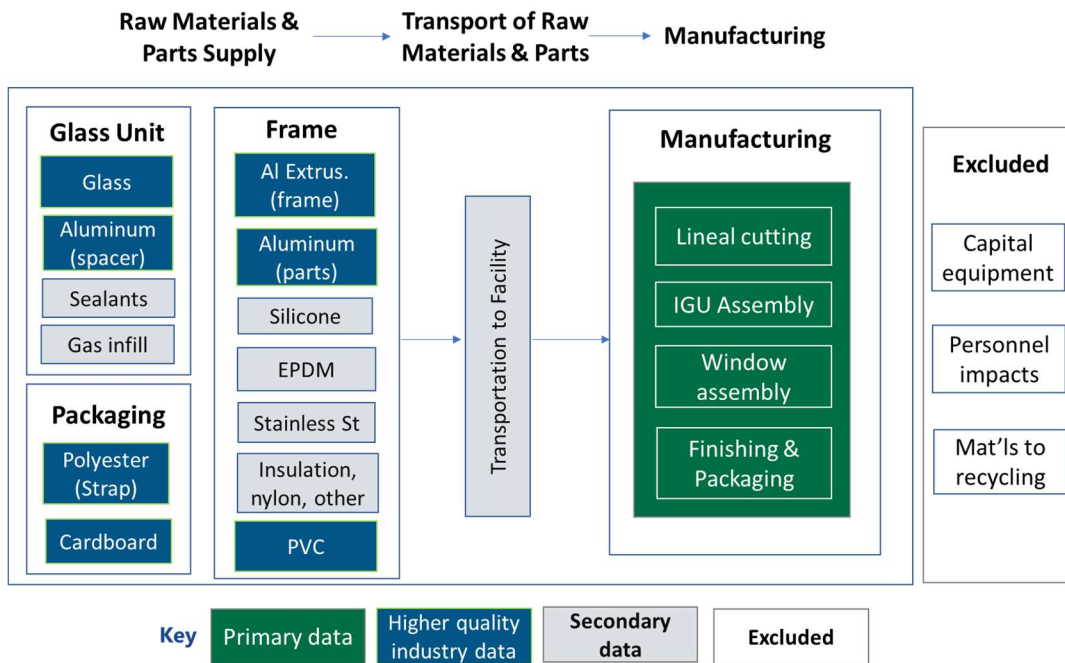 Raw Materials &
Parts Supply
Transport of Raw
Materials & Parts
Manufacturing
Glass Unit
Glass
Aluminum
(spacer)
Sealants
Gas infill
Packaging
Polyester
(Strap)
Cardboard
Frame
Al Extrus.
(frame)
Aluminum
(parts)
Silicone
EPDM
Stainless St
Insulation,
nylon, other
PVC
Transportation to Facility
Manufacturing
Lineal cutting
IGU Assembly
Window
assembly
Finishing &
Packaging
Excluded
Capital
equipment
Personnel
impacts
Mat'ls to
recycling
Key
Primary data
Higher quality
industry data
Secondary
data
Excluded